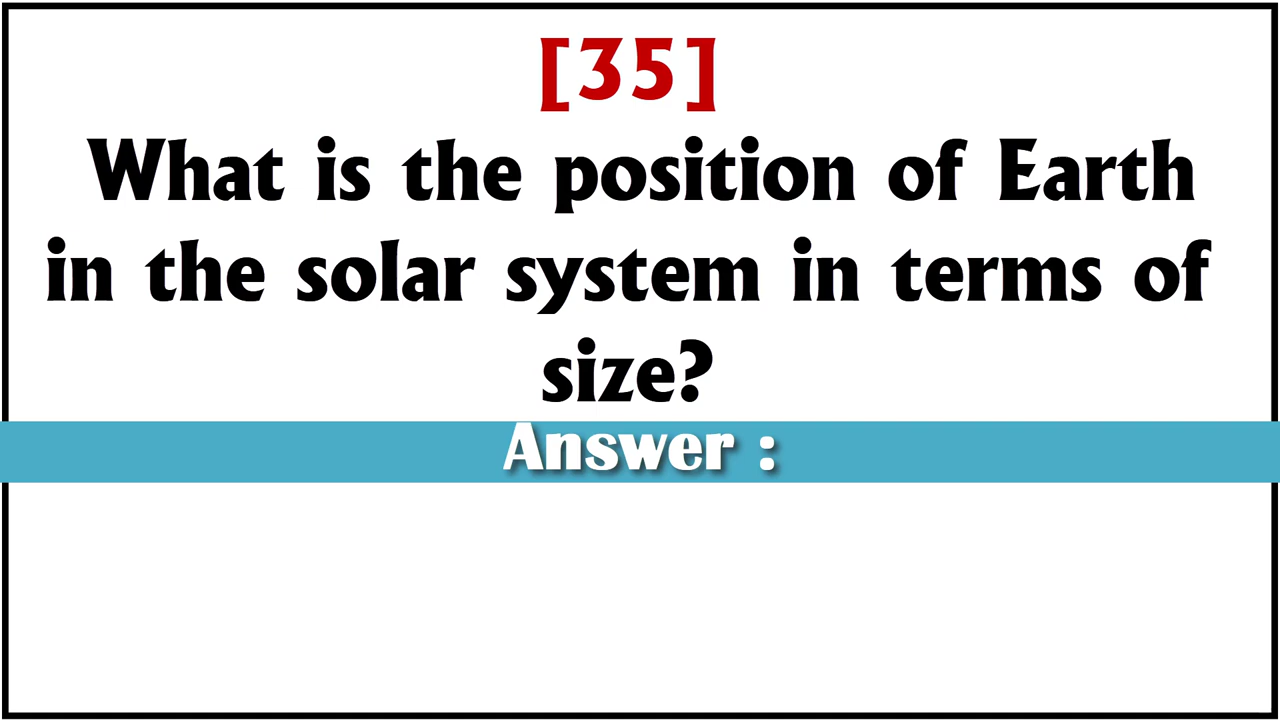 [35]
What is the position of Earth
in the solar system in terms of
size?
Answer :